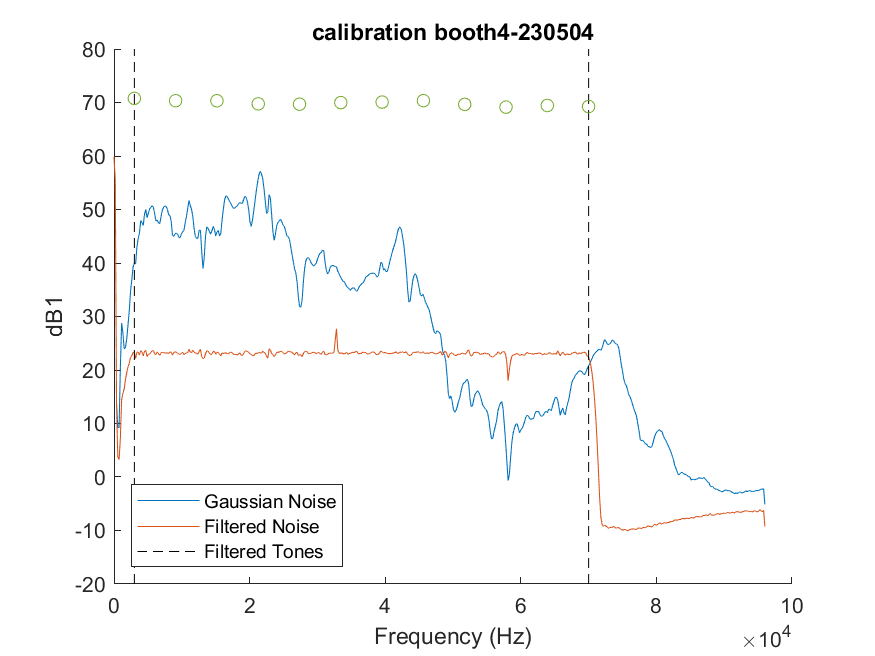 calibration booth4-230504
80
70
60
50
40
30
20
10
0
-10
-20
dB1
Gaussian Noise
Filtered Noise
Filtered Tones
0 2 4 6 8 10
Frequency (Hz)
×10^4